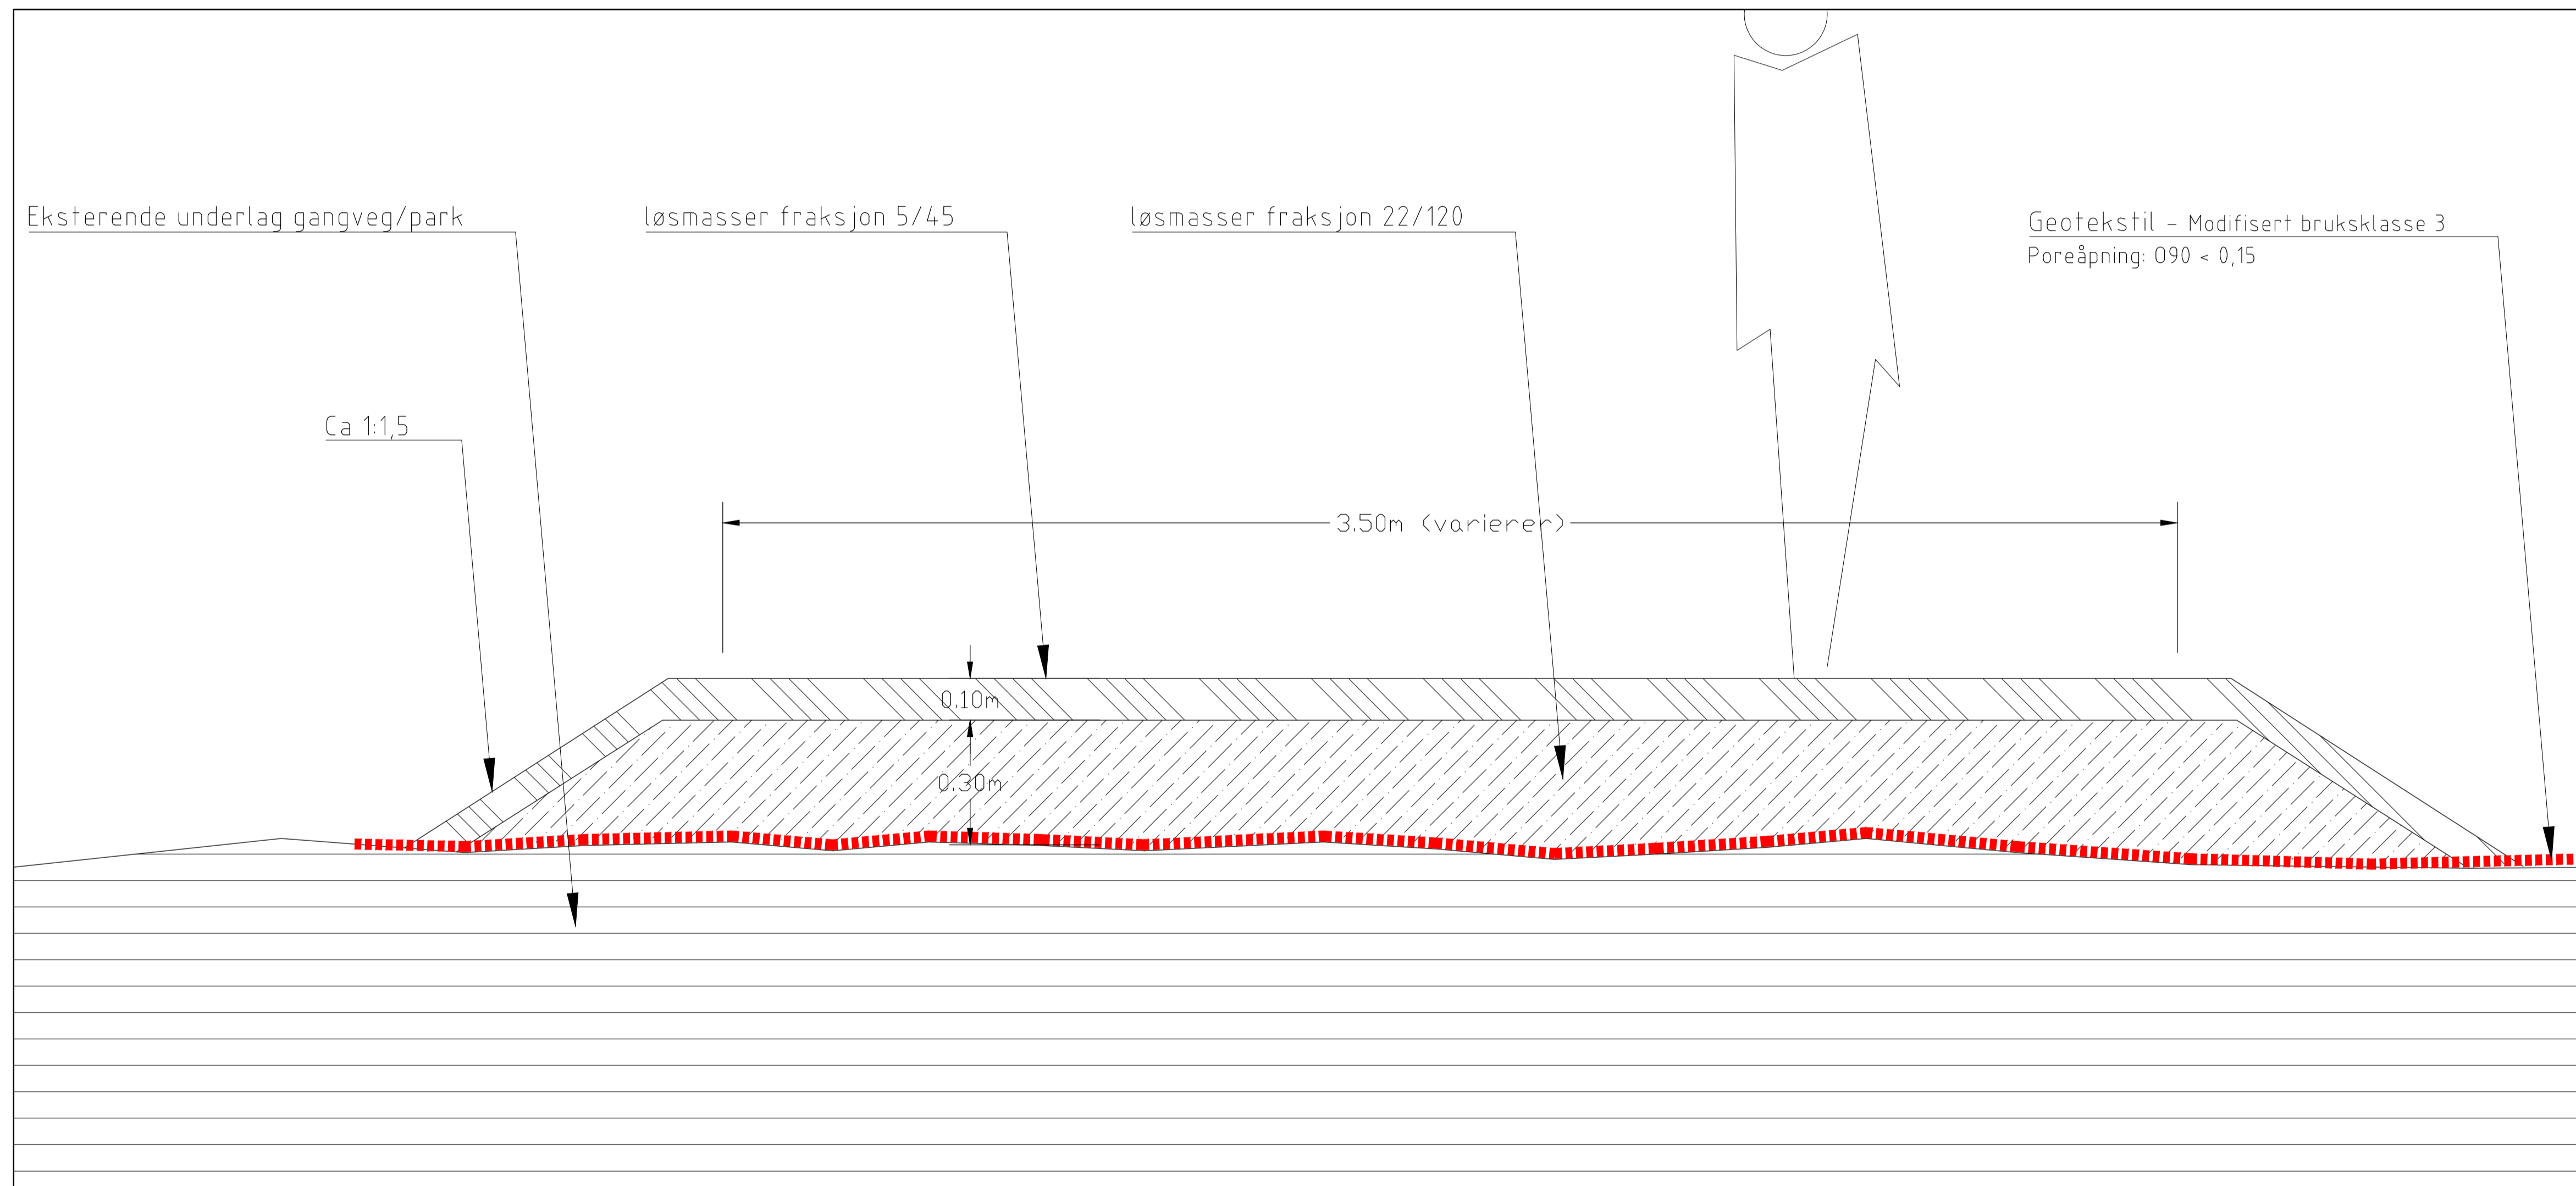 Eksterende underlag gangveg/park
løsmasser fraksjon 5/45
løsmasser fraksjon 22/120
Geotekstil - Modifisert bruksklasse 3
Poreåpning: O90 < 0,15
Ca 1:1,5
3.50m (varierer)
0.10m
0.30m